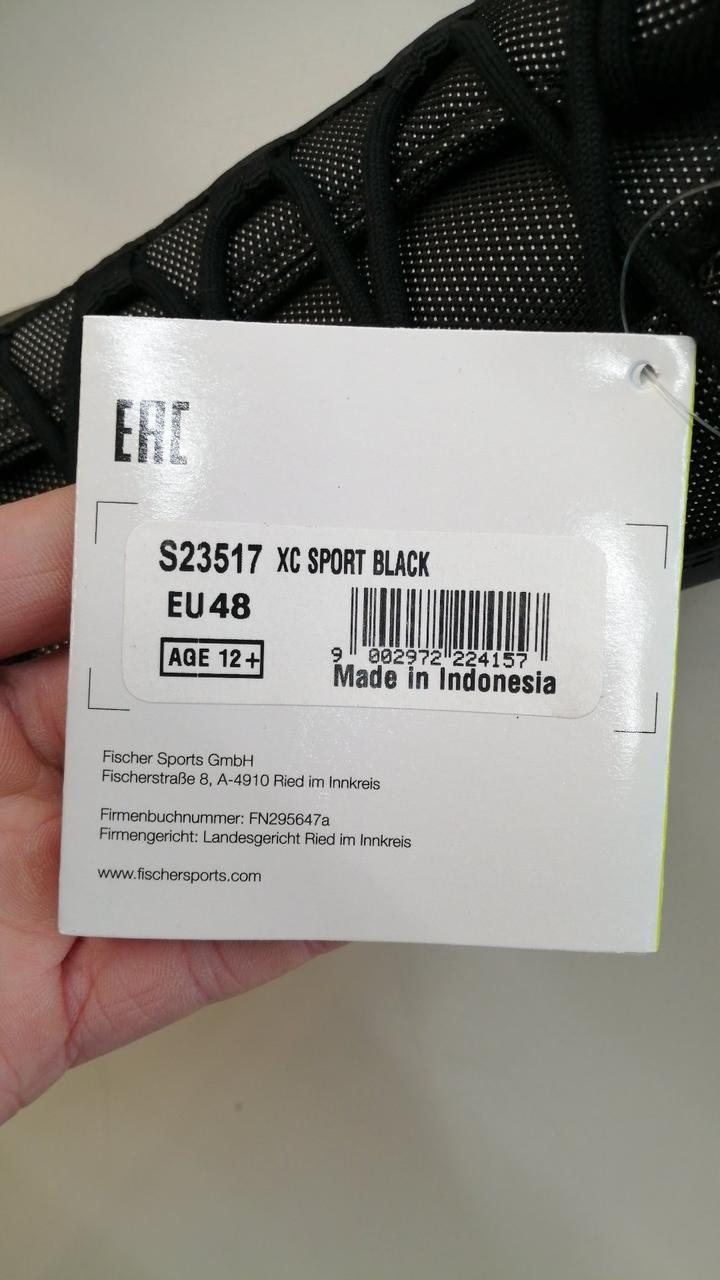 EAC
S23517 XC SPORT BLACK
EU 48
AGE 12+
9 002972 224157
Made in Indonesia
Fischer Sports GmbH
Fischerstraße 8, A-4910 Ried im Innkreis
Firmenbuchnummer: FN295647a
Firmengericht: Landesgericht Ried im Innkreis
www.fischersports.com